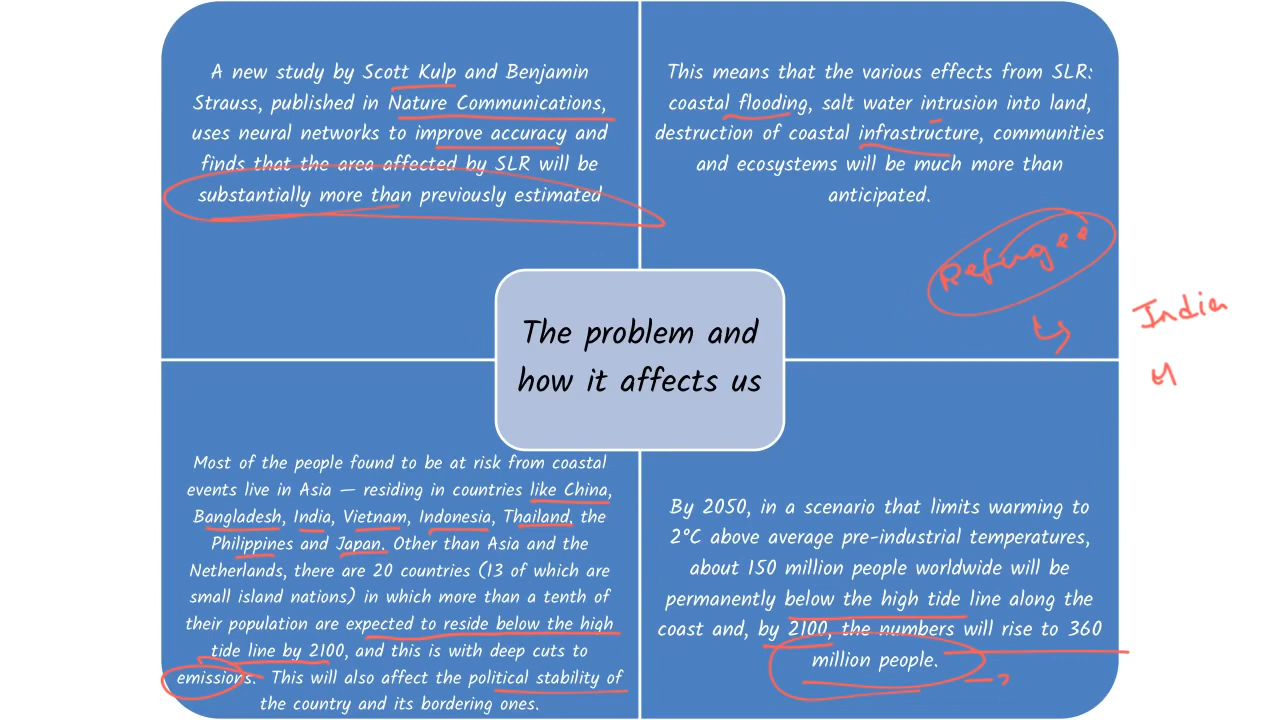 A new study by Scott Kulp and Benjamin
Strauss, published in Nature Communications,
uses neural networks to improve accuracy and
finds that the area affected by SLR will be
substantially more than previously estimated
This means that the various effects from SLR:
coastal flooding, salt water intrusion into land,
destruction of coastal infrastructure, communities
and ecosystems will be much more than
anticipated.
Refugee
India
The problem and
how it affects us
Most of the people found to be at risk from coastal
events live in Asia — residing in countries like China,
Bangladesh, India, Vietnam, Indonesia, Thailand, the
Philippines and Japan. Other than Asia and the
Netherlands, there are 20 countries (13 of which are
small island nations) in which more than a tenth of
their population are expected to reside below the high
tide line by 2100, and this is with deep cuts to
emissions. This will also affect the political stability of
the country and its bordering ones.
By 2050, in a scenario that limits warming to
2°C above average pre-industrial temperatures,
about 150 million people worldwide will be
permanently below the high tide line along the
coast and, by 2100, the numbers will rise to 360
million people.